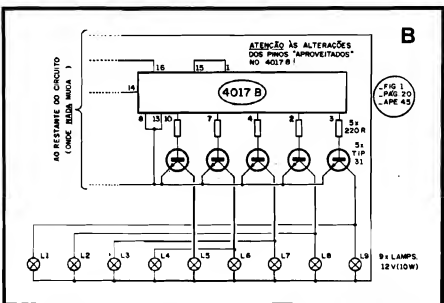 B
ATENÇÃO ÀS ALTERAÇÕES
DOS PINOS "APROVEITADOS"
NO 4017 B !
AO RESTANTE DO CIRCUITO
(ONDE NADA MUDA)
16
15
1
14
4017 B
FIG 1
PÁG 20
APE 45
8
13
10
7
4
2
3
5x
220R
5x
TIP
31
L1
L2
L3
L4
L5
L6
L7
L8
L9
9x LAMPS.
12V(10W)